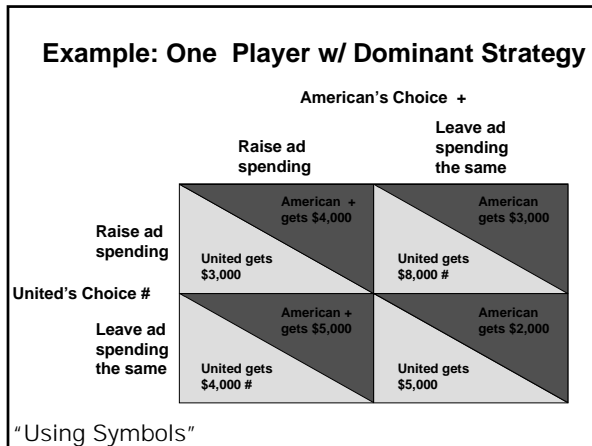 Example: One  Player w/ Dominant Strategy
American's Choice  +
Raise ad
spending
Leave ad
spending
the same
Raise ad
spending
American  +
gets $4,000
United gets
$3,000
American
gets $3,000
United gets
$8,000 #
United's Choice #
Leave ad
spending
the same
American +
gets $5,000
United gets
$4,000 #
American
gets $2,000
United gets
$5,000
"Using Symbols"